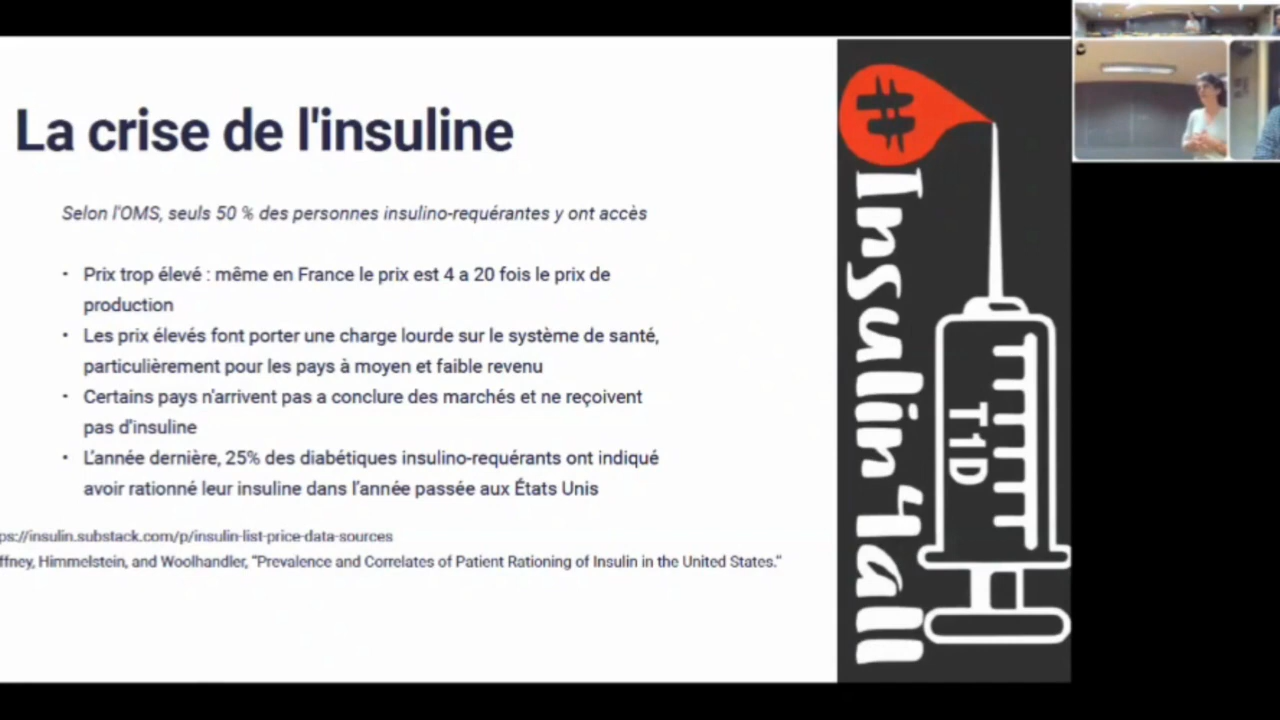 La crise de l'insuline
Selon l'OMS, seuls 50 % des personnes insulino-requérantes y ont accès
• Prix trop élevé : même en France le prix est 4 a 20 fois le prix de
production
• Les prix élevés font porter une charge lourde sur le système de santé,
particulièrement pour les pays à moyen et faible revenu
• Certains pays n'arrivent pas a conclure des marchés et ne reçoivent
pas d'insuline
• L'année dernière, 25% des diabétiques insulino-requérants ont indiqué
avoir rationné leur insuline dans l'année passée aux États Unis
ps://insulin.substack.com/p/insulin-list-price-data-sources
ffney, Himmelstein, and Woolhandler, “Prevalence and Correlates of Patient Rationing of Insulin in the United States.”
#Insulin4all
T1D